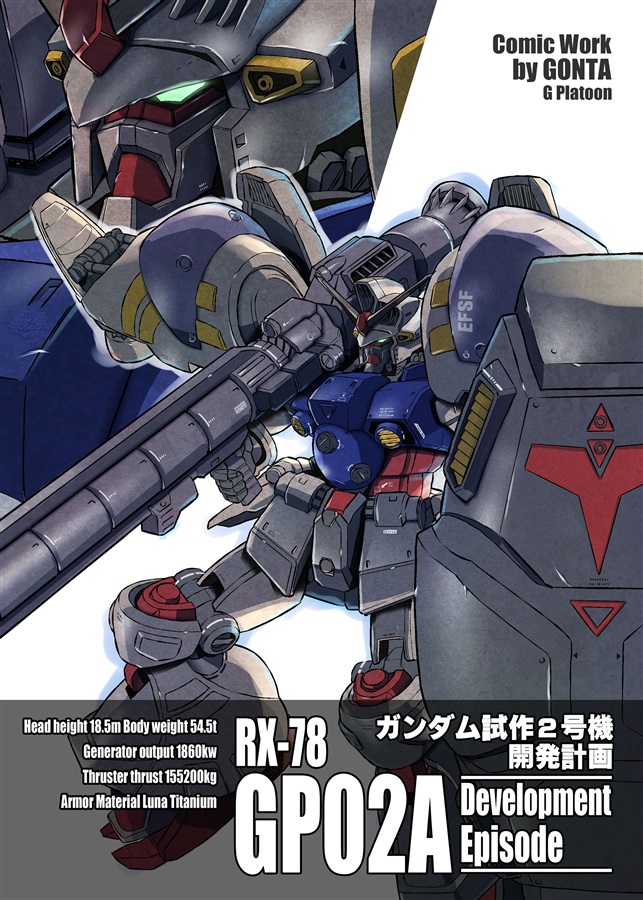 Comic Work
by GONTA
G Platoon
EFSF
Head height 18.5m Body weight 54.5t
Generator output 1860kw
Thruster thrust 155200kg
Armor Material Luna Titanium
RX-78
GP02A
ガンダム試作２号機
開発計画
Development
Episode